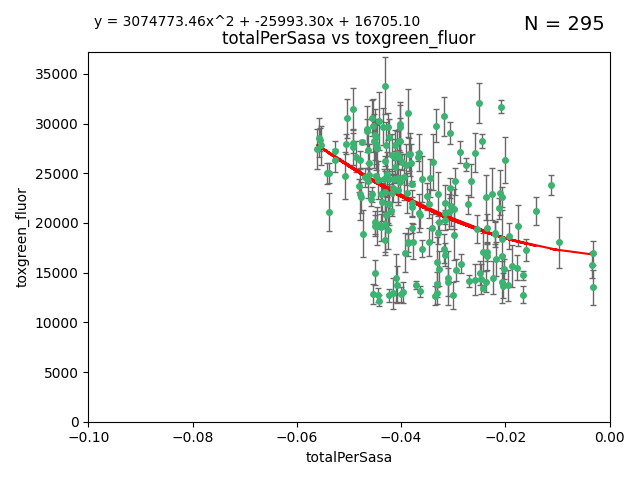 y = 3074773.46x^2 + -25993.30x + 16705.10
N = 295
totalPerSasa vs toxgreen_fluor
35000
30000
25000
20000
15000
10000
5000
0
toxgreen_fluor
−0.10
−0.08
−0.06
−0.04
−0.02
0.00
totalPerSasa